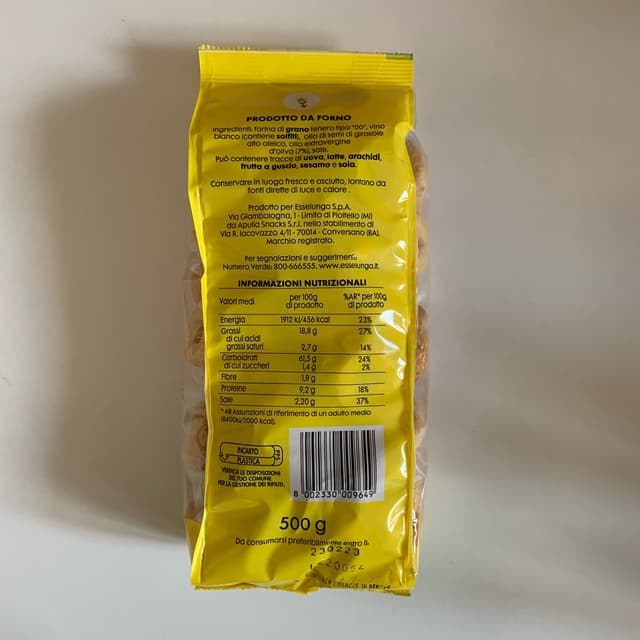 PRODOTTO DA FORNO
Ingredienti: farina di grano tenero tipo "00", vino
bianco (contiene solfiti), olio di semi di girasole
alto oleico, olio extravergine
d'oliva (7%), sale.
Può contenere tracce di uova, latte, arachidi,
frutta a guscio, sesamo e soia.
Conservare in luogo fresco e asciutto, lontano da
fonti dirette di luce e calore.
Prodotto per Esselunga S.p.A.
Via Giambologna, 1 - Limito di Pioltello (MI)
da Apulia Snacks S.r.l. nello stabilimento di
Via R. Iacovazzo 4/11 - 70014 - Conversano (BA).
Marchio registrato.
Per segnalazioni e suggerimenti:
Numero Verde: 800-666555. www.esselunga.it.
INFORMAZIONI NUTRIZIONALI
Valori medi per 100g di prodotto %AR* per 100g di prodotto
Energia 1912 kJ/456 kcal 23%
Grassi 18,8 g 27%
di cui acidi
grassi saturi 2,7 g 14%
Carboidrati 61,5 g 24%
di cui zuccheri 1,4 g 2%
Fibre 1,8 g
Proteine 9,2 g 18%
Sale 2,20 g 37%
*AR:Assunzioni di riferimento di un adulto medio
(8400kJ/2000 kcal).
INCARTO
PLASTICA
PP5
VERIFICA LE DISPOSIZIONI
DEL TUO COMUNE
PER LA GESTIONE DEI RIFIUTI.
8 002330 009649
500 g
Da consumarsi preferibilmente entro il:
230223